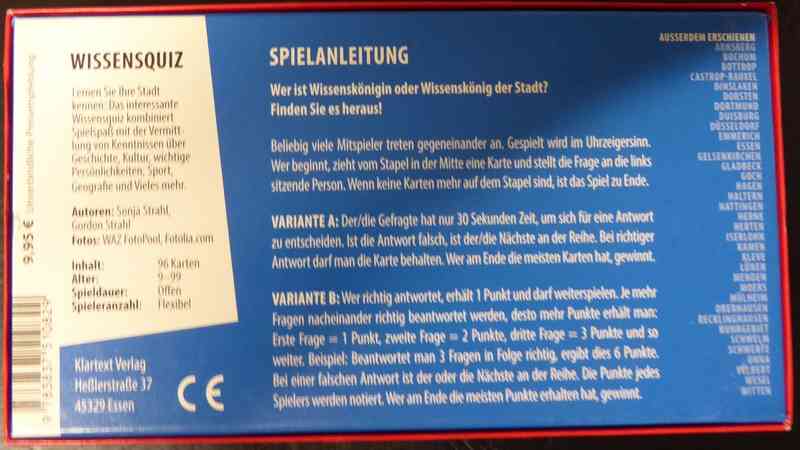 WISSENSQUIZ
Lernen Sie Ihre Stadt
kennen: Das interessante
Wissensquiz kombiniert
Spielspaß mit der Vermitt-
lung von Kenntnissen über
Geschichte, Kultur, wichtige
Persönlichkeiten, Sport,
Geografie und Vieles mehr.
Autoren: Sonja Strahl,
Gordon Strahl
Fotos: WAZ FotoPool, Fotolia.com
Inhalt: 96 Karten
Alter: 9–99
Spieldauer: Offen
Spieleranzahl: Flexibel
Klartext Verlag
Heßlerstraße 37
45329 Essen
CE
9.95 € Unverbindliche Preisempfehlung
SPIELANLEITUNG
Wer ist Wissenskönigin oder Wissenskönig der Stadt?
Finden Sie es heraus!
Beliebig viele Mitspieler treten gegeneinander an. Gespielt wird im Uhrzeigersinn.
Wer beginnt, zieht vom Stapel in der Mitte eine Karte und stellt die Frage an die links
sitzende Person. Wenn keine Karten mehr auf dem Stapel sind, ist das Spiel zu Ende.
VARIANTE A: Der/die Gefragte hat nur 30 Sekunden Zeit, um sich für eine Antwort
zu entscheiden. Ist die Antwort falsch, ist der/die Nächste an der Reihe. Bei richtiger
Antwort darf man die Karte behalten. Wer am Ende die meisten Karten hat, gewinnt.
VARIANTE B: Wer richtig antwortet, erhält 1 Punkt und darf weiterspielen. Je mehr
Fragen nacheinander richtig beantwortet werden, desto mehr Punkte erhält man:
Erste Frage = 1 Punkt, zweite Frage = 2 Punkte, dritte Frage = 3 Punkte und so
weiter. Beispiel: Beantwortet man 3 Fragen in Folge richtig, ergibt dies 6 Punkte.
Bei einer falschen Antwort ist der oder die Nächste an der Reihe. Die Punkte jedes
Spielers werden notiert. Wer am Ende die meisten Punkte erhalten hat, gewinnt.
AUSSERDEM ERSCHIENEN
ARNSBERG
BOCHUM
BOTTROP
CASTROP-RAUXEL
DINSLAKEN
DORSTEN
DORTMUND
DUISBURG
DÜSSELDORF
EMMERICH
ESSEN
GELSENKIRCHEN
GLADBECK
GOCH
HAGEN
HALTERN
HATTINGEN
HERNE
HERTEN
ISERLOHN
KAMEN
KLEVE
LÜNEN
MENDEN
MOERS
MÜLHEIM
OBERHAUSEN
RECKLINGHAUSEN
RUHRGEBIET
SCHWELM
SCHWERTE
UNNA
VELBERT
WESEL
WITTEN